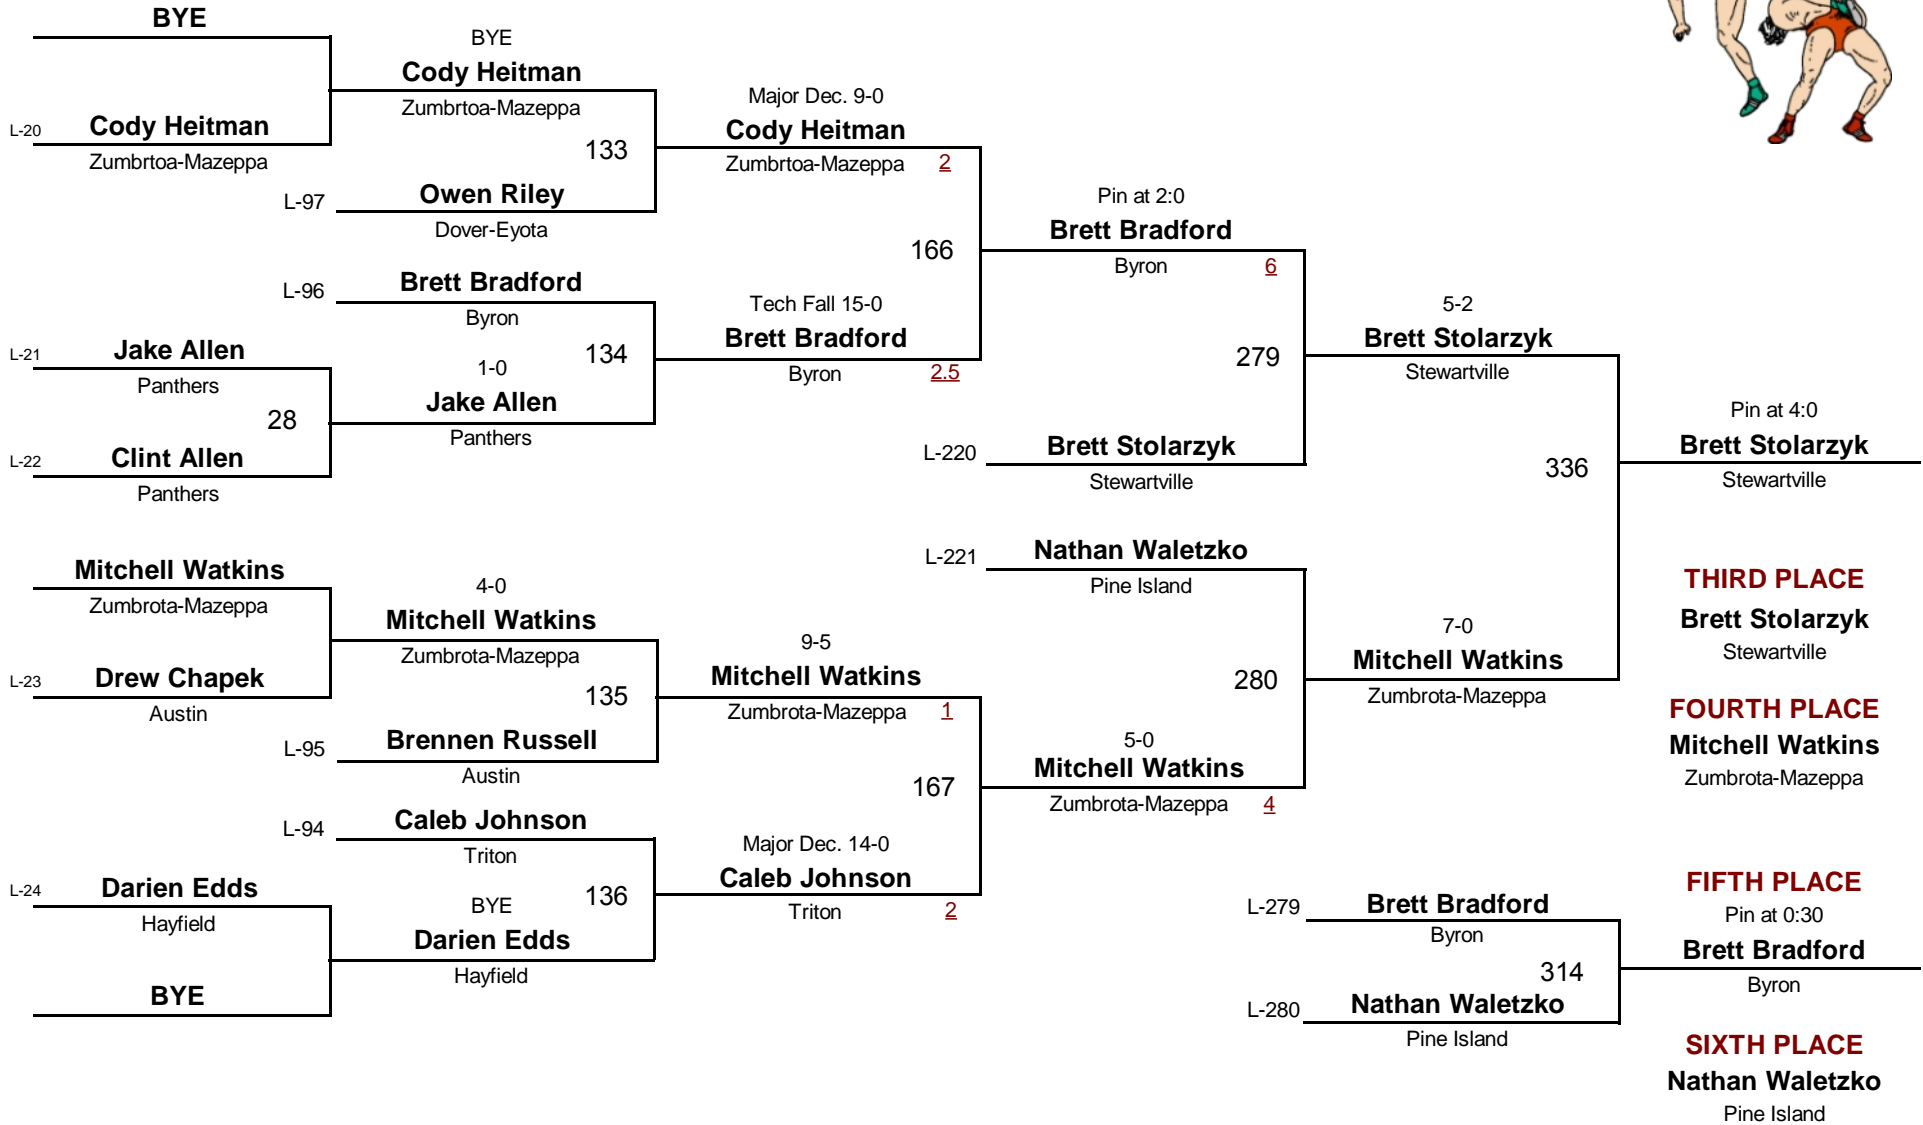 BYE
L-20
Cody Heitman
Zumbrtoa-Mazeppa
L-21
Jake Allen
Panthers
28
L-22
Clint Allen
Panthers
Mitchell Watkins
Zumbrota-Mazeppa
L-23
Drew Chapek
Austin
L-24
Darien Edds
Hayfield
BYE
BYE
Cody Heitman
Zumbrtoa-Mazeppa
133
L-97
Owen Riley
Dover-Eyota
L-96
Brett Bradford
Byron
134
1-0
Jake Allen
Panthers
4-0
Mitchell Watkins
Zumbrota-Mazeppa
135
L-95
Brennen Russell
Austin
L-94
Caleb Johnson
Triton
136
BYE
Darien Edds
Hayfield
Major Dec. 9-0
Cody Heitman
Zumbrtoa-Mazeppa 2
166
Tech Fall 15-0
Brett Bradford
Byron 2.5
9-5
Mitchell Watkins
Zumbrota-Mazeppa 1
167
Major Dec. 14-0
Caleb Johnson
Triton 2
Pin at 2:0
Brett Bradford
Byron 6
279
L-220
Brett Stolarzyk
Stewartville
L-221
Nathan Waletzko
Pine Island
280
5-0
Mitchell Watkins
Zumbrota-Mazeppa 4
5-2
Brett Stolarzyk
Stewartville
336
7-0
Mitchell Watkins
Zumbrota-Mazeppa
L-279
Brett Bradford
Byron
314
L-280
Nathan Waletzko
Pine Island
Pin at 4:0
Brett Stolarzyk
Stewartville
THIRD PLACE
Brett Stolarzyk
Stewartville
FOURTH PLACE
Mitchell Watkins
Zumbrota-Mazeppa
FIFTH PLACE
Pin at 0:30
Brett Bradford
Byron
SIXTH PLACE
Nathan Waletzko
Pine Island